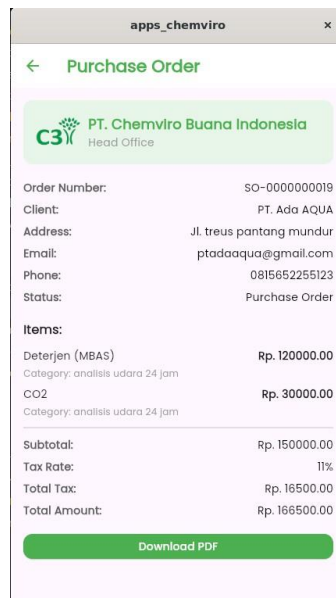 apps_chemviro ×
← Purchase Order
C3 PT. Chemviro Buana Indonesia
Head Office
Order Number: SO-0000000019
Client: PT. Ada AQUA
Address: Jl. treus pantang mundur
Email: ptadaaqua@gmail.com
Phone: 0815652255123
Status: Purchase Order
Items:
Deterjen (MBAS) Rp. 120000.00
Category: analisis udara 24 jam
CO2 Rp. 30000.00
Category: analisis udara 24 jam
Subtotal: Rp. 150000.00
Tax Rate: 11%
Total Tax: Rp. 16500.00
Total Amount: Rp. 166500.00
Download PDF